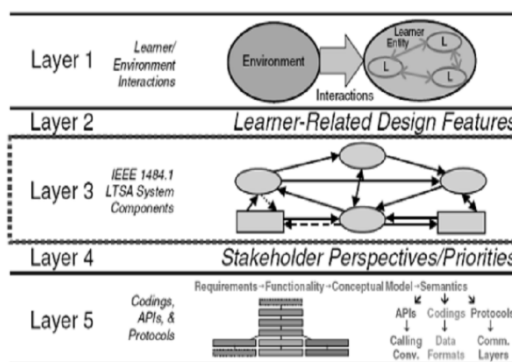 Layer 1
Learner/
Environment
Interactions
Environment
Interactions
Learner
Entity
L
L
L
Layer 2
Learner-Related Design Features
Layer 3
IEEE 1484.1
LTSA System
Components
Layer 4
Stakeholder Perspectives/Priorities
Layer 5
Codings,
APIs, &
Protocols
Requirements→Functionality→Conceptual Model→Semantics
APIs Codings Protocols
Calling Data Comm.
Conv. Formats Layers